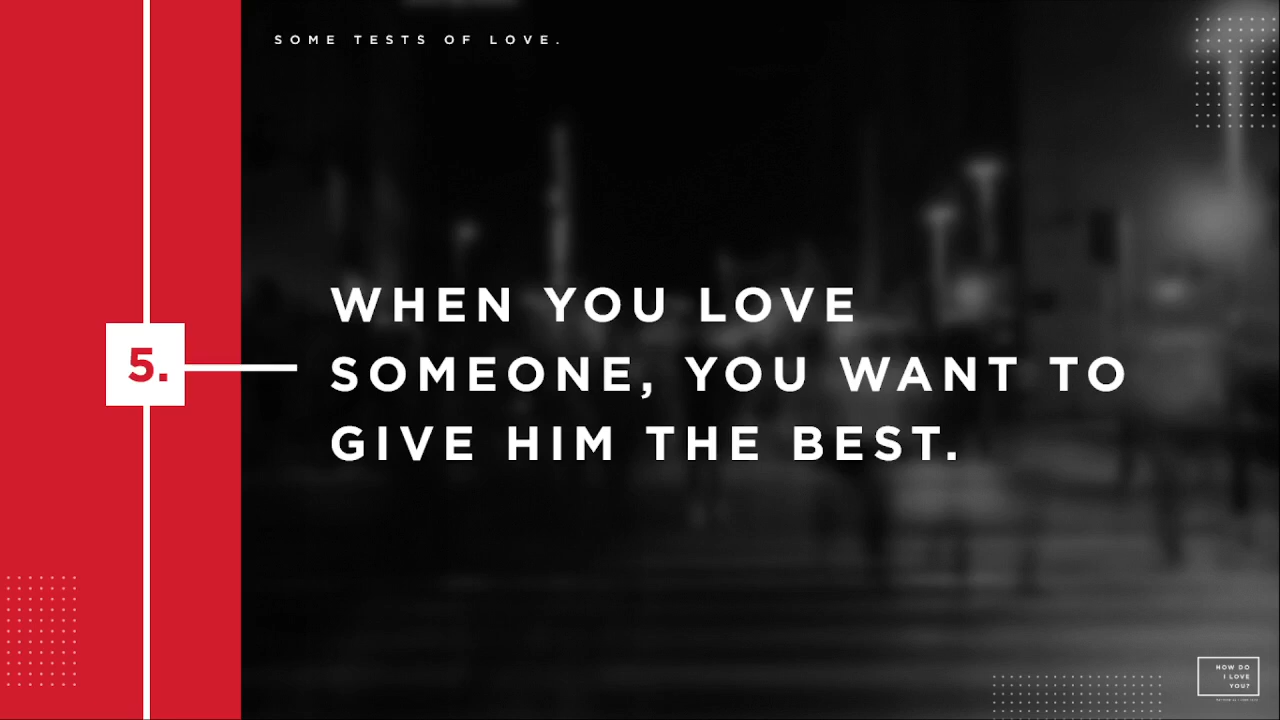 SOME TESTS OF LOVE.
5.
WHEN YOU LOVE
SOMEONE, YOU WANT TO
GIVE HIM THE BEST.
HOW DO
I LOVE
YOU?